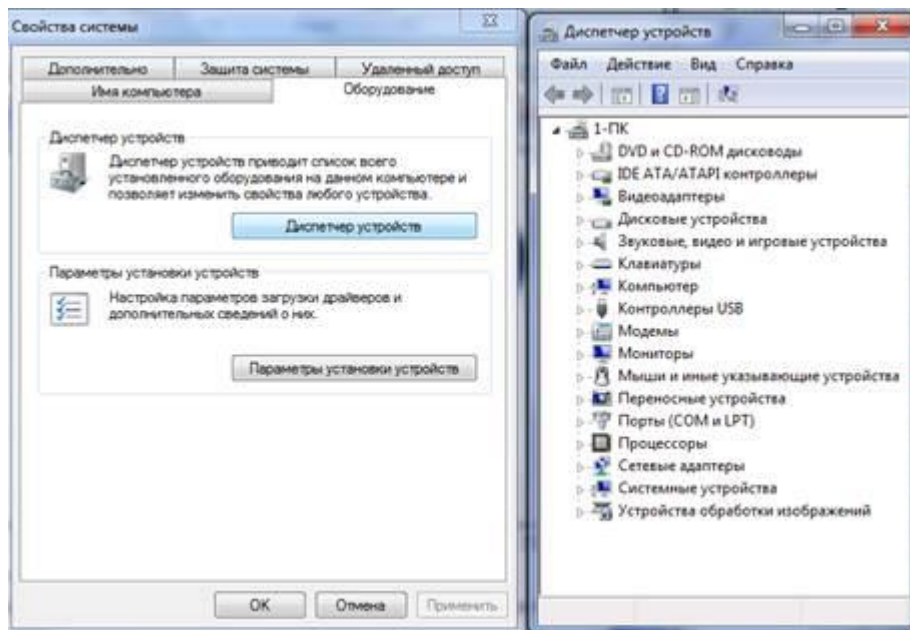 Свойства системы
Дополнительно
Защита системы
Удаленный доступ
Имя компьютера
Оборудование
Диспетчер устройств
Диспетчер устройств приводит список всего
установленного оборудования на данном компьютере и
позволяет изменить свойства любого устройства.
Диспетчер устройств
Параметры установки устройств
Настройка параметров загрузки драйверов и
дополнительных сведений о них.
Параметры установки устройств
OK
Отмена
Применить
Диспетчер устройств
Файл Действие Вид Справка
1-ПК
DVD и CD-ROM дисководы
IDE ATA/ATAPI контроллеры
Видеоадаптеры
Дисковые устройства
Звуковые, видео и игровые устройства
Клавиатуры
Компьютер
Контроллеры USB
Модемы
Мониторы
Мыши и иные указывающие устройства
Переносные устройства
Порты (COM и LPT)
Процессоры
Сетевые адаптеры
Системные устройства
Устройства обработки изображений